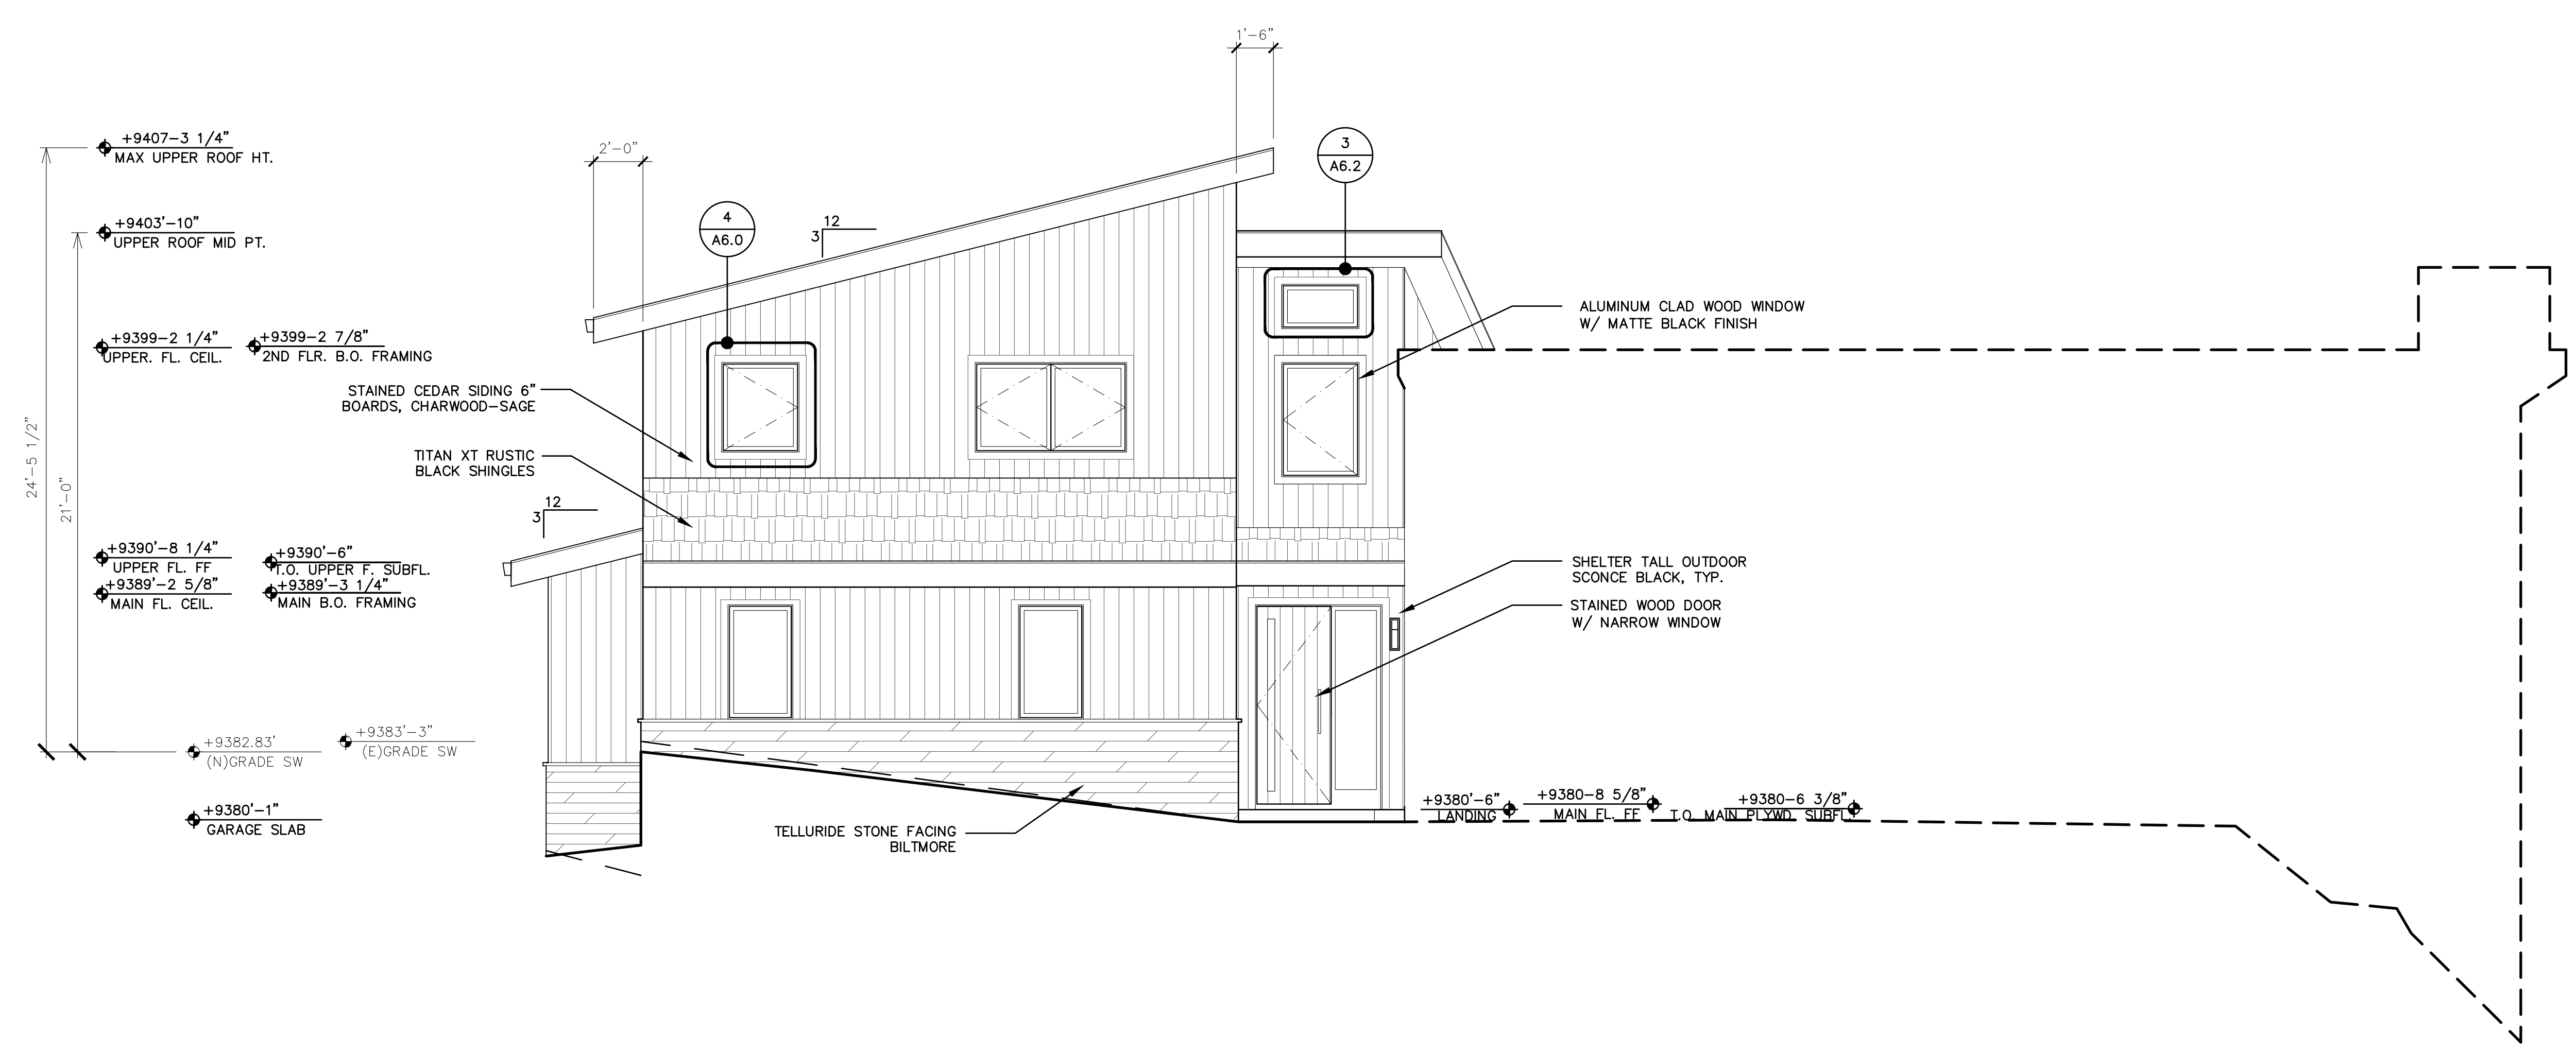 1'-6"
+9407-3 1/4"
MAX UPPER ROOF HT.
2'-0"
3
A6.2
4
A6.0
12
3
+9403'-10"
UPPER ROOF MID PT.
+9399-2 1/4"
UPPER. FL. CEIL.
+9399-2 7/8"
2ND FLR. B.O. FRAMING
ALUMINUM CLAD WOOD WINDOW
W/ MATTE BLACK FINISH
STAINED CEDAR SIDING 6"
BOARDS, CHARWOOD-SAGE
24'-5 1/2"
21'-0"
TITAN XT RUSTIC
BLACK SHINGLES
12
3
+9390'-8 1/4"
UPPER FL. FF
+9390'-6"
T.O. UPPER F. SUBFL.
+9389'-2 5/8"
MAIN FL. CEIL.
+9389'-3 1/4"
MAIN B.O. FRAMING
SHELTER TALL OUTDOOR
SCONCE BLACK, TYP.
STAINED WOOD DOOR
W/ NARROW WINDOW
+9382.83'
(N)GRADE SW
+9383'-3"
(E)GRADE SW
+9380'-1"
GARAGE SLAB
+9380'-6"
LANDING
+9380-8 5/8"
MAIN FL. FF
+9380-6 3/8"
T.O. MAIN PLYWD. SUBFL.
TELLURIDE STONE FACING
BILTMORE